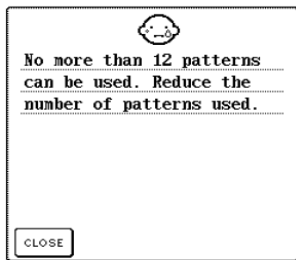 No more than 12 patterns
can be used. Reduce the
number of patterns used.
CLOSE